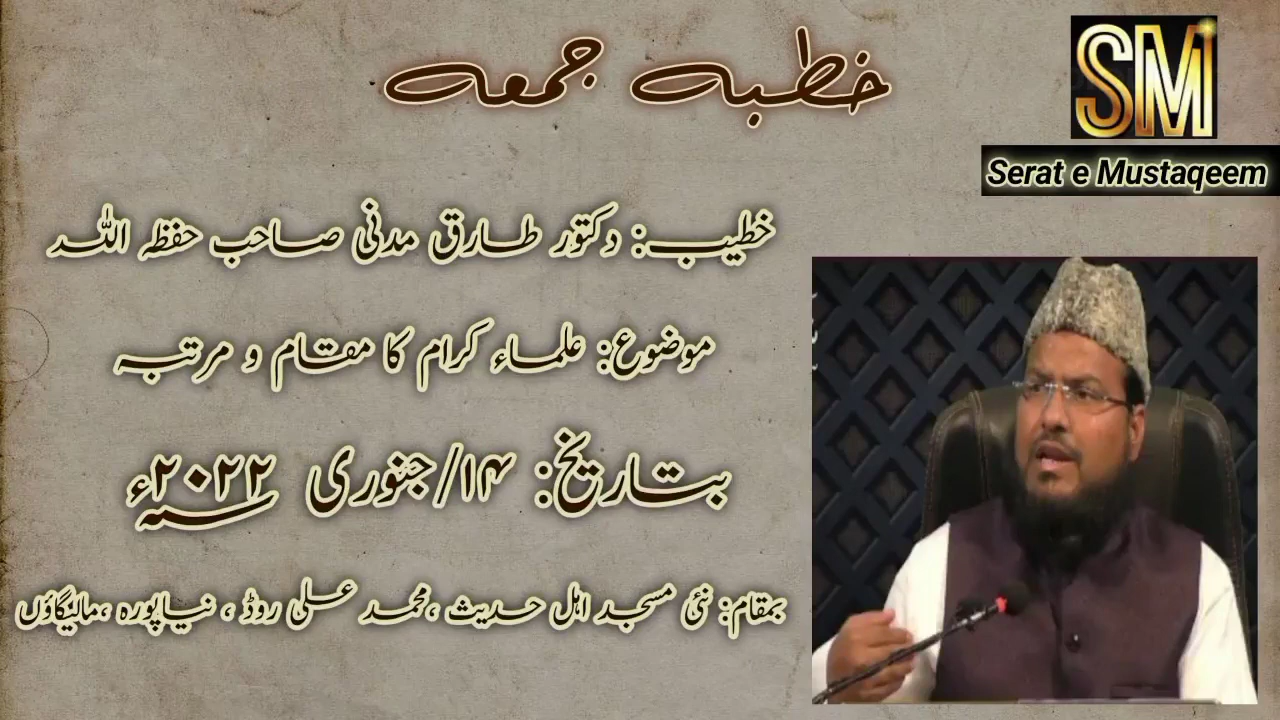 خطبہ جمعہ
SM
Serat e Mustaqeem
خطیب: دکتور طارق مدنی صاحب حفظہ اللہ
موضوع: علماء کرام کا مقام و مرتبہ
بتاریخ: ۱۴/جنوری ۲۰۲۲؁ء
بمقام: نئی مسجد اہل حدیث ،محمد علی روڈ ، نیاپورہ ،مالیگاؤں